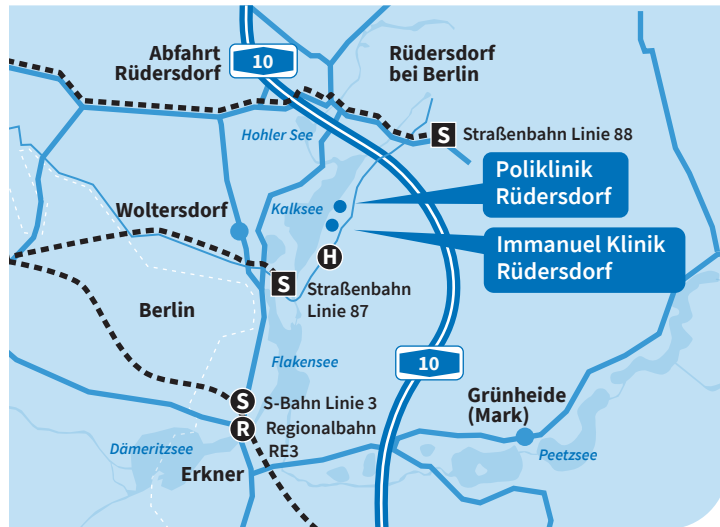 Abfahrt
Rüdersdorf
10
Rüdersdorf
bei Berlin
Hohler See
S
Straßenbahn Linie 88
Poliklinik
Rüdersdorf
Kalksee
Woltersdorf
Immanuel Klinik
Rüdersdorf
H
S
Straßenbahn
Linie 87
Berlin
Flakensee
10
Grünheide
(Mark)
S
S-Bahn Linie 3
R
Regionalbahn
RE3
Dämeritzsee
Peetzsee
Erkner